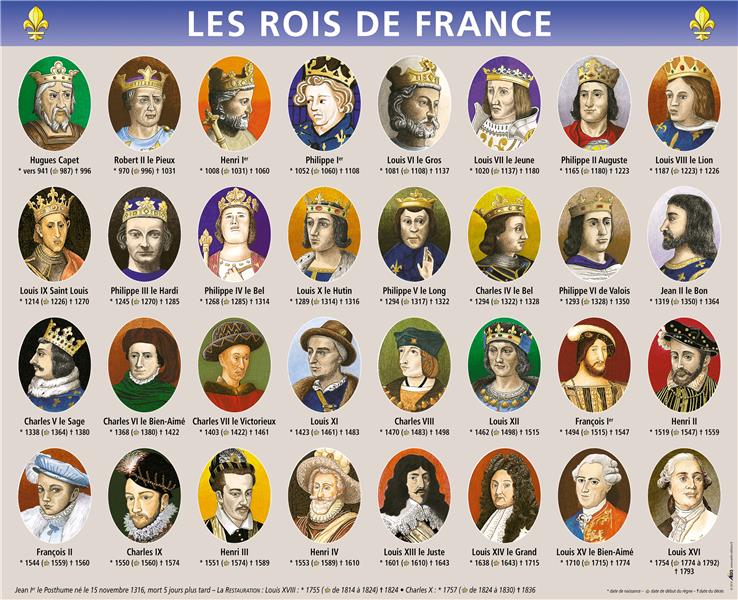 LES ROIS DE FRANCE
Hugues Capet
* vers 941 (♔ 987) † 996
Robert II le Pieux
* 970 (♔ 996) † 1031
Henri Ier
* 1008 (♔ 1031) † 1060
Philippe Ier
* 1052 (♔ 1060) † 1108
Louis VI le Gros
* 1081 (♔ 1108) † 1137
Louis VII le Jeune
* 1020 (♔ 1137) † 1180
Philippe II Auguste
* 1165 (♔ 1180) † 1223
Louis VIII le Lion
* 1187 (♔ 1223) † 1226
Louis IX Saint Louis
* 1214 (♔ 1226) † 1270
Philippe III le Hardi
* 1245 (♔ 1270) † 1285
Philippe IV le Bel
* 1268 (♔ 1285) † 1314
Louis X le Hutin
* 1289 (♔ 1314) † 1316
Philippe V le Long
* 1294 (♔ 1317) † 1322
Charles IV le Bel
* 1294 (♔ 1322) † 1328
Philippe VI de Valois
* 1293 (♔ 1328) † 1350
Jean II le Bon
* 1319 (♔ 1350) † 1364
Charles V le Sage
* 1338 (♔ 1364) † 1380
Charles VI le Bien-Aimé
* 1368 (♔ 1380) † 1422
Charles VII le Victorieux
* 1403 (♔ 1422) † 1461
Louis XI
* 1423 (♔ 1461) † 1483
Charles VIII
* 1470 (♔ 1483) † 1498
Louis XII
* 1462 (♔ 1498) † 1515
François Ier
* 1494 (♔ 1515) † 1547
Henri II
* 1519 (♔ 1547) † 1559
François II
* 1544 (♔ 1559) † 1560
Charles IX
* 1550 (♔ 1560) † 1574
Henri III
* 1551 (♔ 1574) † 1589
Henri IV
* 1553 (♔ 1589) † 1610
Louis XIII le Juste
* 1601 (♔ 1610) † 1643
Louis XIV le Grand
* 1638 (♔ 1643) † 1715
Louis XV le Bien-Aimé
* 1710 (♔ 1715) † 1774
Louis XVI
* 1754 (♔ 1774 à 1792)
† 1793
Jean Ier le Posthume né le 15 novembre 1316, mort 5 jours plus tard – LA RESTAURATION : Louis XVIII : * 1755 (♔ de 1814 à 1824) † 1824 • Charles X : * 1757 (♔ de 1824 à 1830) † 1836
* date de naissance - ♔ date de début du règne - † date du décès